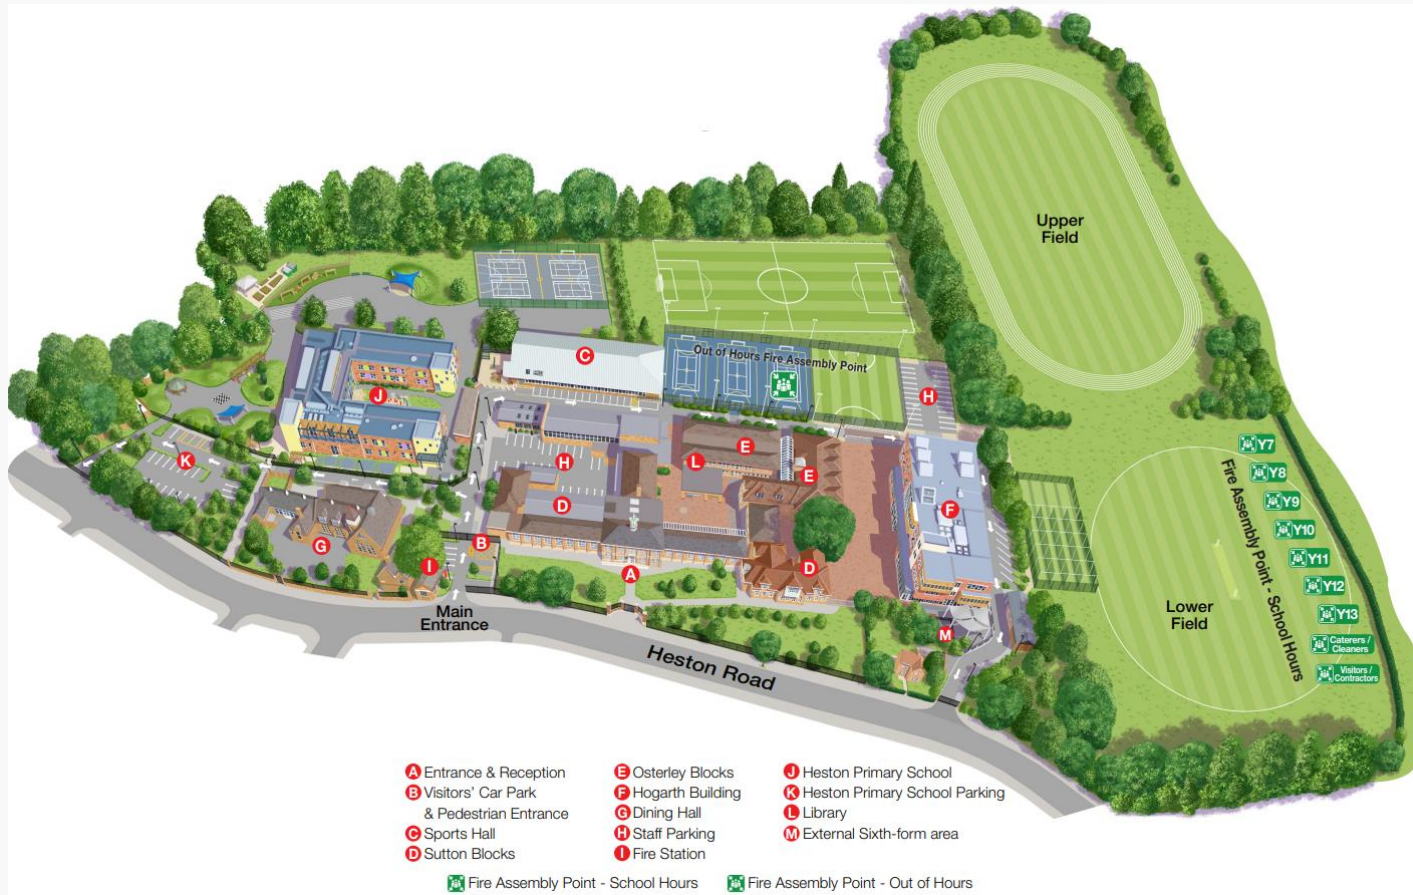 Upper
Field
Out of Hours Fire Assembly Point
C
J
H
E
L
E
K
H
D
F
G
B
I
A
D
M
Y7
Y8
Y9
Y10
Y11
Y12
Y13
Caterers /
Cleaners
Visitors /
Contractors
Fire Assembly Point - School Hours
Lower
Field
Main
Entrance
Heston Road
A Entrance & Reception
B Visitors' Car Park
& Pedestrian Entrance
C Sports Hall
D Sutton Blocks
E Osterley Blocks
F Hogarth Building
G Dining Hall
H Staff Parking
I Fire Station
J Heston Primary School
K Heston Primary School Parking
L Library
M External Sixth-form area
Fire Assembly Point - School Hours
Fire Assembly Point - Out of Hours